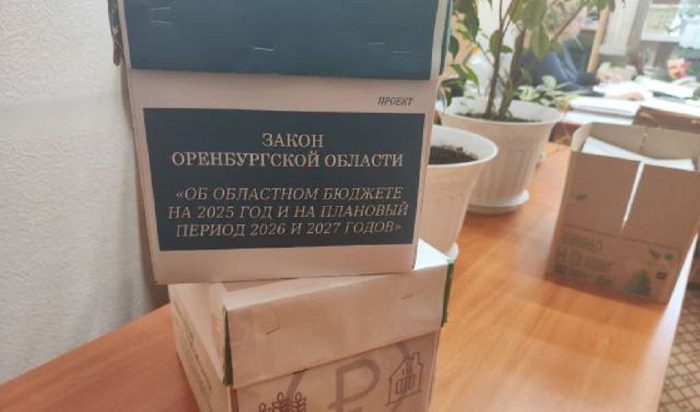 ПРОЕКТ
ЗАКОН
ОРЕНБУРГСКОЙ ОБЛАСТИ
«ОБ ОБЛАСТНОМ БЮДЖЕТЕ
НА 2025 ГОД И НА ПЛАНОВЫЙ
ПЕРИОД 2026 И 2027 ГОДОВ»
₽